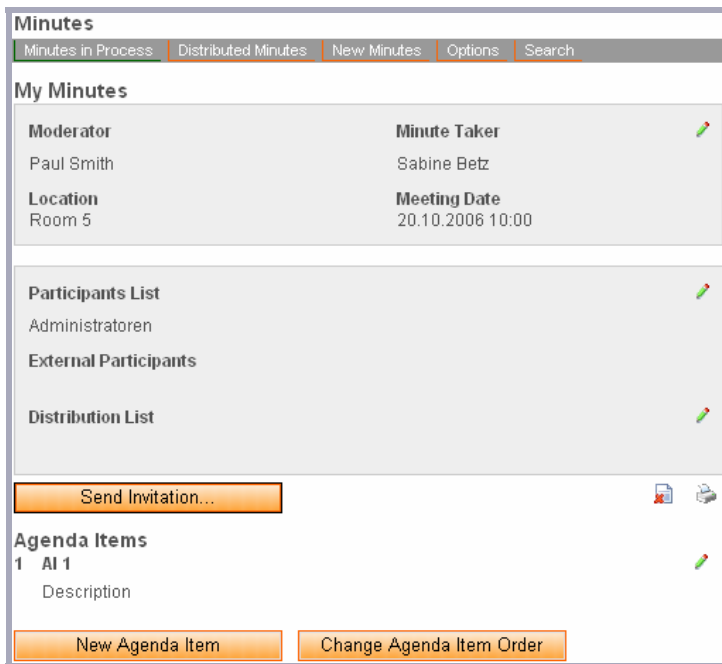 Minutes
Minutes in Process Distributed Minutes New Minutes Options Search
My Minutes
Moderator Minute Taker
Paul Smith Sabine Betz
Location Meeting Date
Room 5 20.10.2006 10:00
Participants List
Administratoren
External Participants
Distribution List
Send Invitation...
Agenda Items
1 AI 1
Description
New Agenda Item Change Agenda Item Order